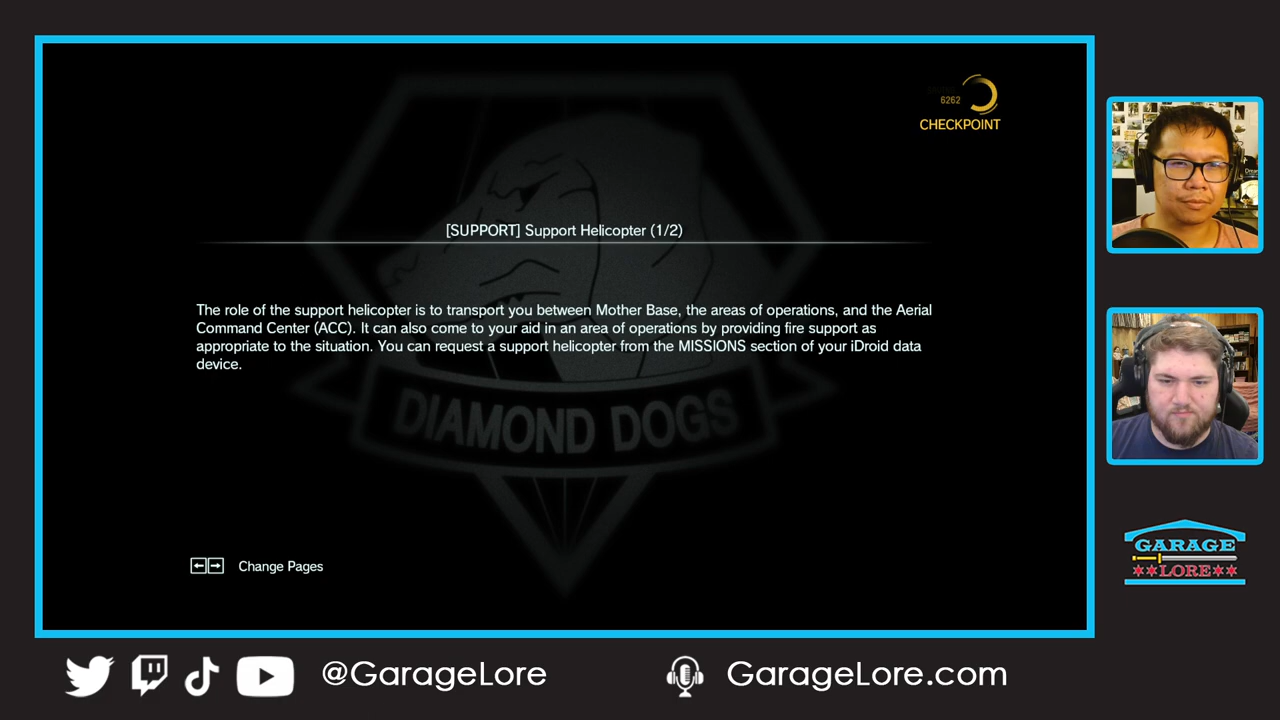 6262
CHECKPOINT
[SUPPORT] Support Helicopter (1/2)
The role of the support helicopter is to transport you between Mother Base, the areas of operations, and the Aerial
Command Center (ACC). It can also come to your aid in an area of operations by providing fire support as
appropriate to the situation. You can request a support helicopter from the MISSIONS section of your iDroid data
device.
DIAMOND DOGS
Change Pages
GARAGE
**LORE**
@GarageLore
GarageLore.com